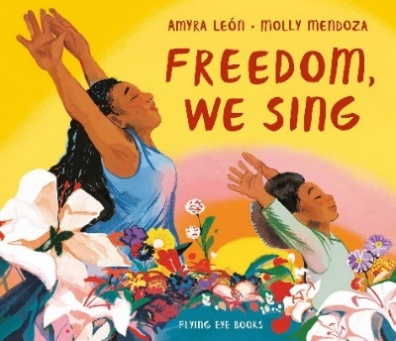 AMYRA LEÓN • MOLLY MENDOZA
FREEDOM,
WE SING
FLYING EYE BOOKS